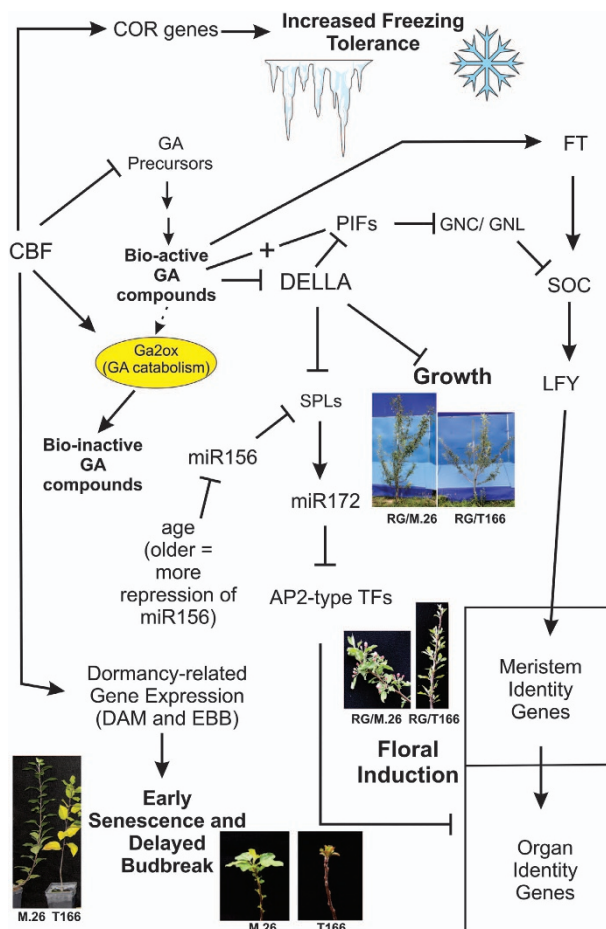 COR genes
Increased Freezing
Tolerance
GA
Precursors
FT
CBF
PIFs
GNC/ GNL
+
Bio-active
GA
compounds
DELLA
SOC
Ga2ox
(GA catabolism)
Growth
LFY
SPLs
Bio-inactive
GA
compounds
miR156
miR172
RG/M.26
RG/T166
age
(older =
more
repression of
miR156)
AP2-type TFs
Dormancy-related
Gene Expression
(DAM and EBB)
RG/M.26
RG/T166
Meristem
Identity
Genes
Floral
Induction
Early
Senescence and
Delayed
Budbreak
Organ
Identity
Genes
M.26 T166
M.26
T166